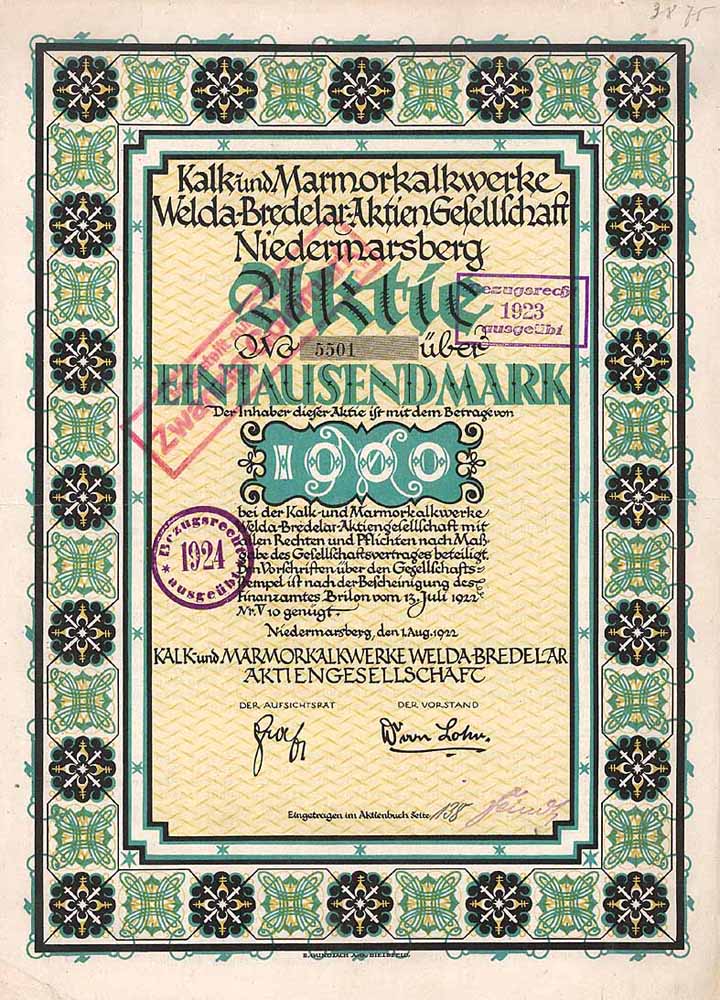 Kalk-und Marmorkalkwerke
Welda-Bredelar-Aktien Gesellschaft
Niedermarsberg
Aktie
No 5501 über
EINTAUSENDMARK
Der Inhaber dieser Aktie ist mit dem Betrage von
1000
bei der Kalk-und Marmorkalkwerke
Welda-Bredelar-Aktiengesellschaft mit
allen Rechten und Pflichten nach Maß
gabe des Gesellschaftsvertrages beteiligt.
Den Vorschriften über den Gesellschafts-
stempel ist nach der Bescheinigung des
Finanzamtes Brilon vom 13. Juli 1922
Nr. V 10 genügt.
Niedermarsberg, den 1. Aug. 1922
KALK-und MARMORKALKWERKE WELDA-BREDELAR
AKTIENGESELLSCHAFT
DER AUFSICHTSRAT DER VORSTAND
Eingetragen im Aktienbuch Seite 138
Bezugsrecht
1923
ausgeübt
Bezugsrecht
1924
ausgeübt
E. GUNDLACH A.G. BIELEFELD